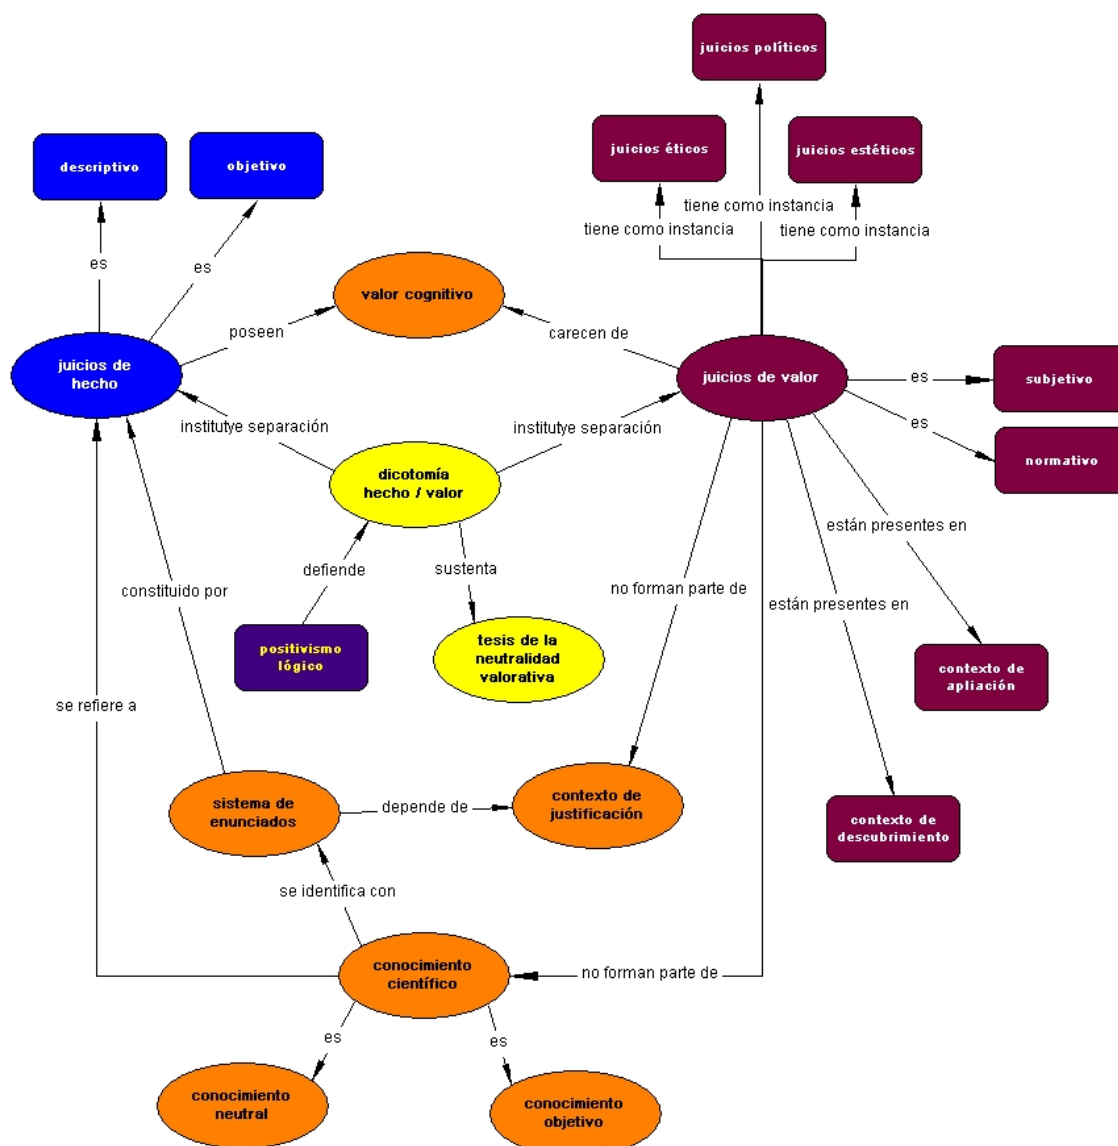 juicios políticos
juicios éticos
juicios estéticos
descriptivo
objetivo
tiene como instancia
tiene como instancia
tiene como instancia
es
es
valor cognitivo
poseen
carecen de
juicios de
hecho
juicios de valor
es
subjetivo
es
normativo
institutye separación
institutye separación
dicotomía
hecho / valor
están presentes en
defiende
sustenta
constituido por
no forman parte de
están presentes en
positivismo
lógico
tesis de la
neutralidad
valorativa
contexto de
apliación
se refiere a
sistema de
enunciados
depende de
contexto de
justificación
contexto de
descubrimiento
se identifica con
conocimiento
científico
no forman parte de
es
es
conocimiento
neutral
conocimiento
objetivo